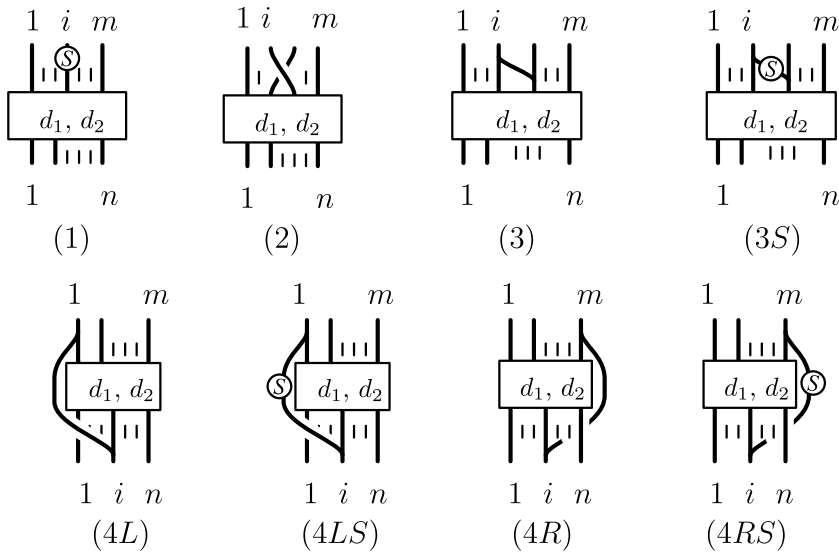 1 i m 1 i m 1 i m 1 i m
S S
d₁, d₂ d₁, d₂ d₁, d₂ d₁, d₂
1 n 1 n 1 n 1 n
(1) (2) (3) (3S)
1 m 1 m 1 m 1 m
d₁, d₂ d₁, d₂ d₁, d₂ d₁, d₂
S S
1 i n 1 i n 1 i n 1 i n
(4L) (4LS) (4R) (4RS)